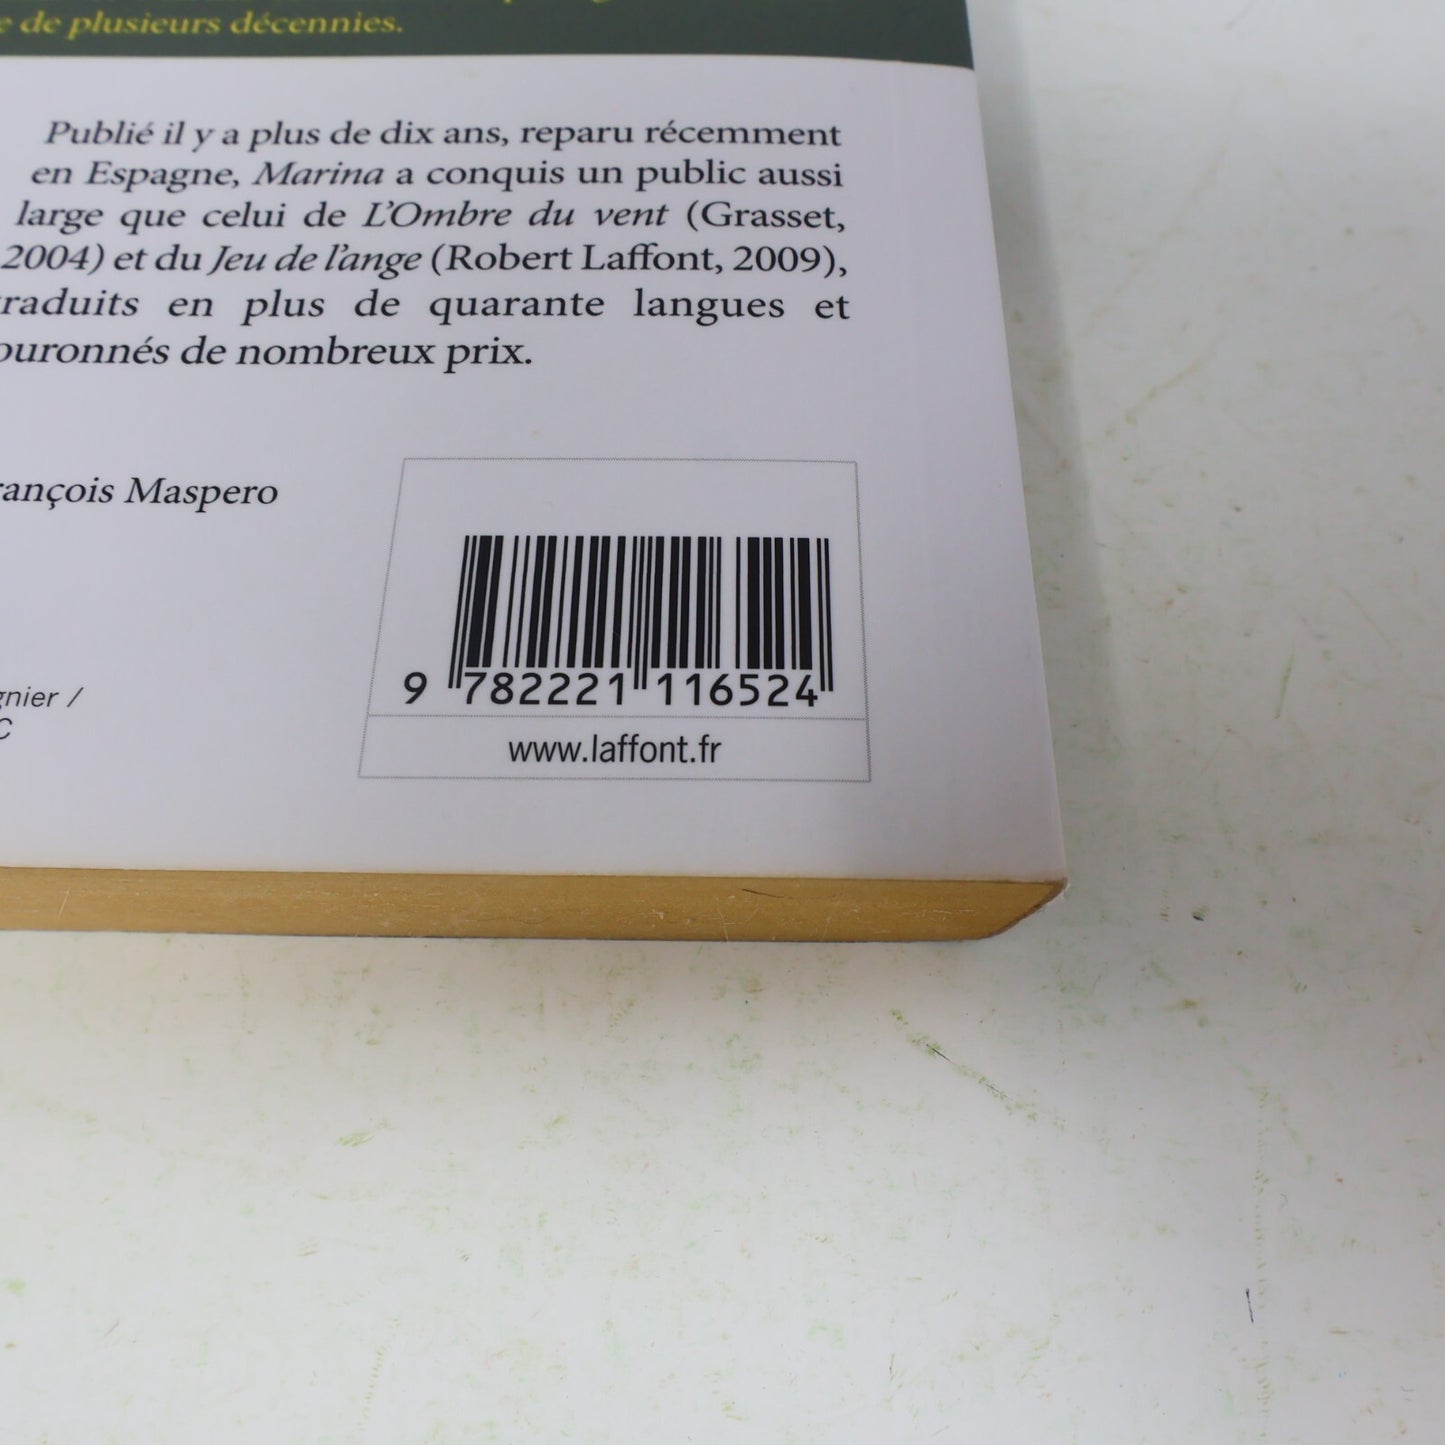 de plusieurs décennies.
Publié il y a plus de dix ans, reparu récemment
en Espagne, Marina a conquis un public aussi
large que celui de L'Ombre du vent (Grasset,
2004) et du Jeu de l'ange (Robert Laffont, 2009),
raduits en plus de quarante langues et
ouronnés de nombreux prix.
rançois Maspero
gnier /
C
9 782221 116524
www.laffont.fr